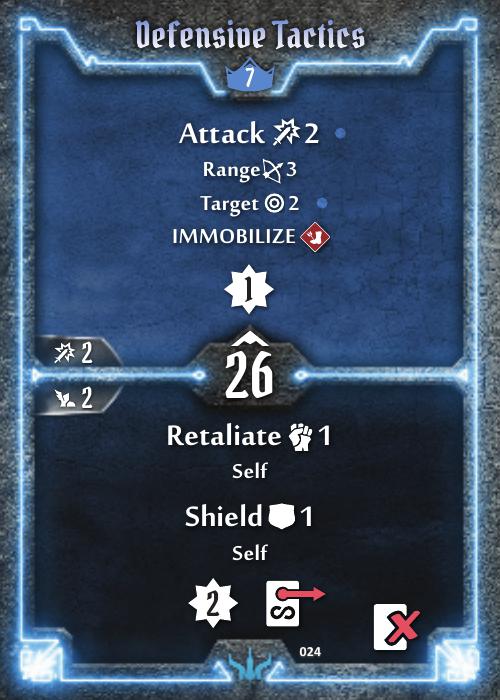 Defensive Tactics
7
Attack 2
Range 3
Target 2
IMMOBILIZE
1
2
26
2
Retaliate 1
Self
Shield 1
Self
2
024